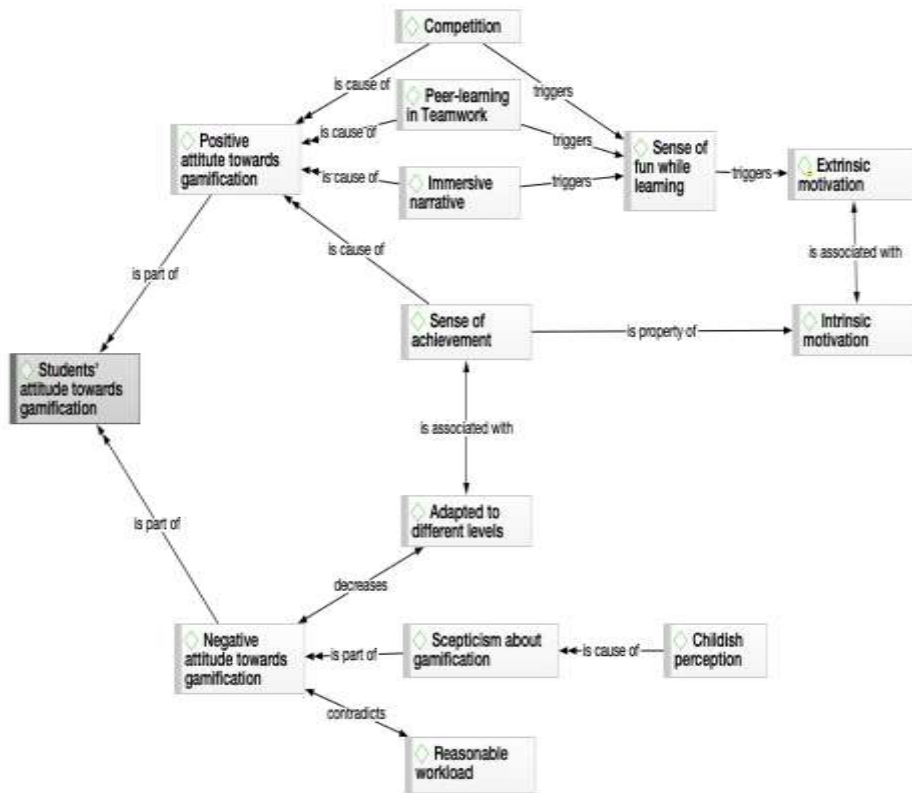 Competition
is cause of
triggers
Peer-learning
in Teamwork
is cause of
triggers
Positive
attitute towards
gamification
Sense of
fun while
learning
triggers
Extrinsic
motivation
Immersive
narrative
is cause of
triggers
is associated with
is cause of
is part of
Sense of
achievement
is property of
Intrinsic
motivation
Students'
attitude towards
gamification
is associated with
is part of
Adapted to
different levels
decreases
Negative
attitude towards
gamification
is part of
Scepticism about
gamification
is cause of
Childish
perception
contradicts
Reasonable
workload